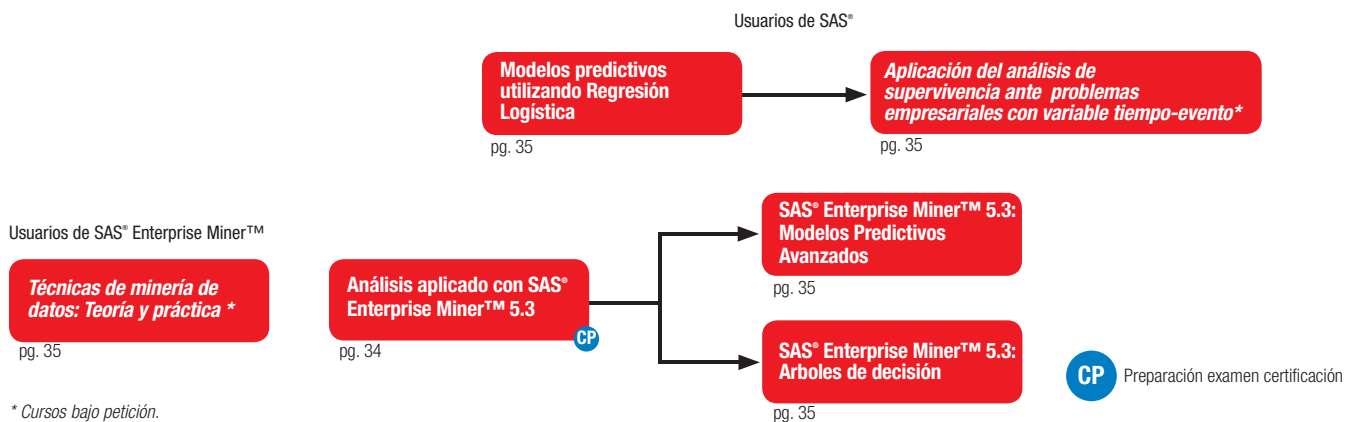 Usuarios de SAS®
Modelos predictivos
utilizando Regresión
Logística
pg. 35
Aplicación del análisis de
supervivencia ante problemas
empresariales con variable tiempo-evento*
pg. 35
Usuarios de SAS® Enterprise Miner™
Técnicas de minería de
datos: Teoría y práctica *
pg. 35
Análisis aplicado con SAS®
Enterprise Miner™ 5.3
CP
pg. 34
SAS® Enterprise Miner™ 5.3:
Modelos Predictivos
Avanzados
pg. 35
SAS® Enterprise Miner™ 5.3:
Arboles de decisión
pg. 35
CP Preparación examen certificación
* Cursos bajo petición.